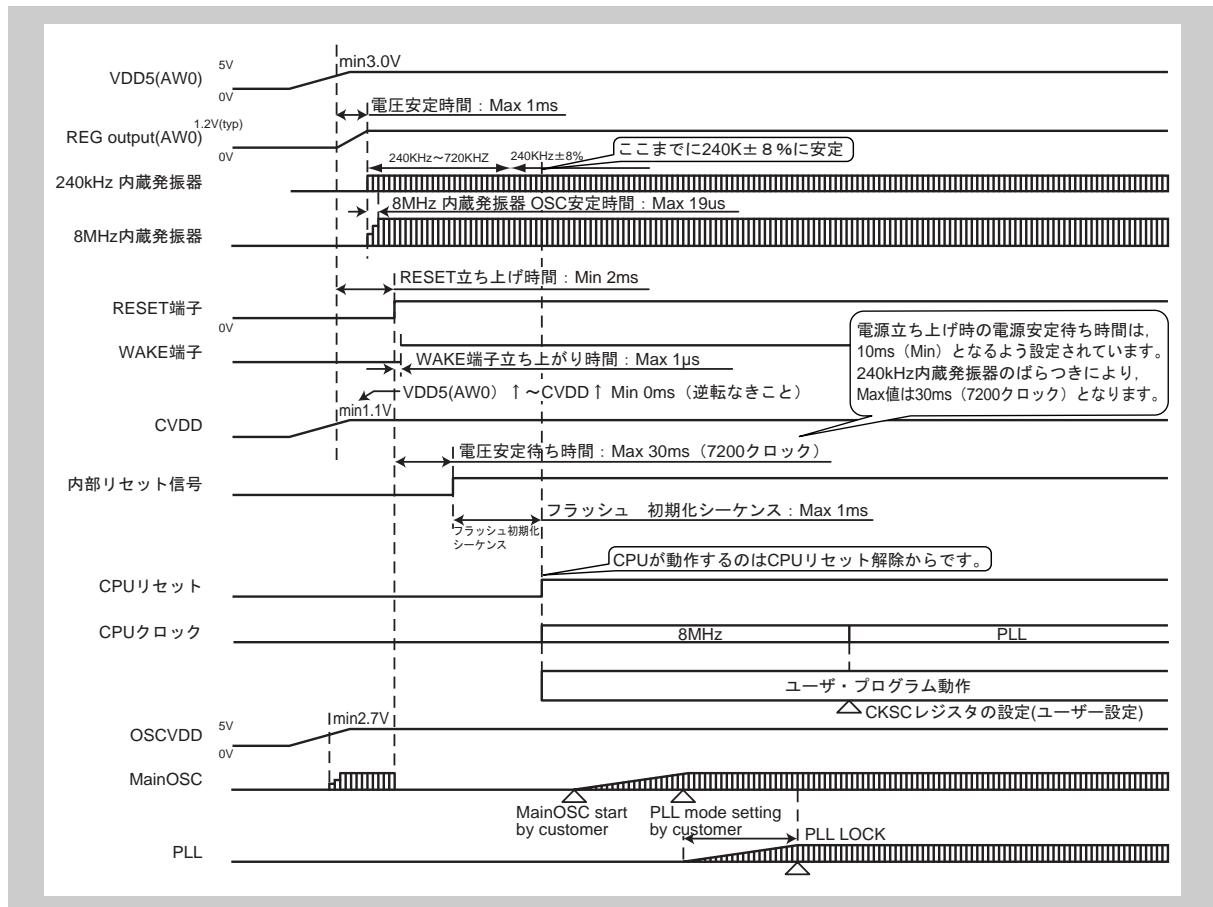 VDD5(AW0)
5V
0V
min3.0V
電圧安定時間：Max 1ms
REG output(AW0)
1.2V(typ)
0V
240KHz～720KHZ
240KHz±8%
ここまでに240K±８%に安定
240kHz 内蔵発振器
8MHz 内蔵発振器 OSC安定時間：Max 19us
8MHz内蔵発振器
RESET立ち上げ時間：Min 2ms
RESET端子
0V
電源立ち上げ時の電源安定待ち時間は，
10ms（Min）となるよう設定されています。
240kHz内蔵発振器のばらつきにより，
Max値は30ms（7200クロック）となります。
WAKE端子
WAKE端子立ち上がり時間：Max 1μs
VDD5(AW0) ↑～CVDD↑ Min 0ms（逆転なきこと）
min1.1V
CVDD
電圧安定待ち時間：Max 30ms（7200クロック）
内部リセット信号
フラッシュ　初期化シーケンス：Max 1ms
フラッシュ初期化
シーケンス
CPUが動作するのはCPUリセット解除からです。
CPUリセット
CPUクロック
8MHz
PLL
ユーザ・プログラム動作
CKSCレジスタの設定(ユーザー設定)
OSCVDD
5V
0V
min2.7V
MainOSC
MainOSC start
by customer
PLL mode setting
by customer
PLL LOCK
PLL